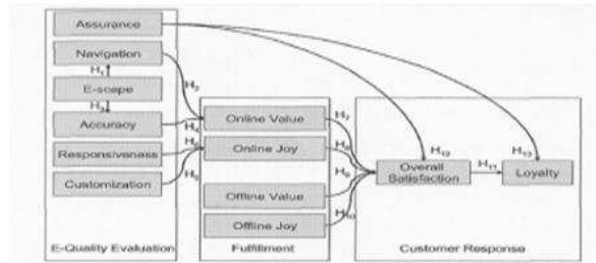 Assurance
Navigation
H1
E-scape
H3
Accuracy
Responsiveness
Customization
E-Quality Evaluation
H2
H4
H6
H5
Online Value
Online Joy
Offline Value
Offline Joy
Fulfillment
H7
H8
H9
H10
H12
H13
Overall
Satisfaction
H11
Loyalty
Customer Response